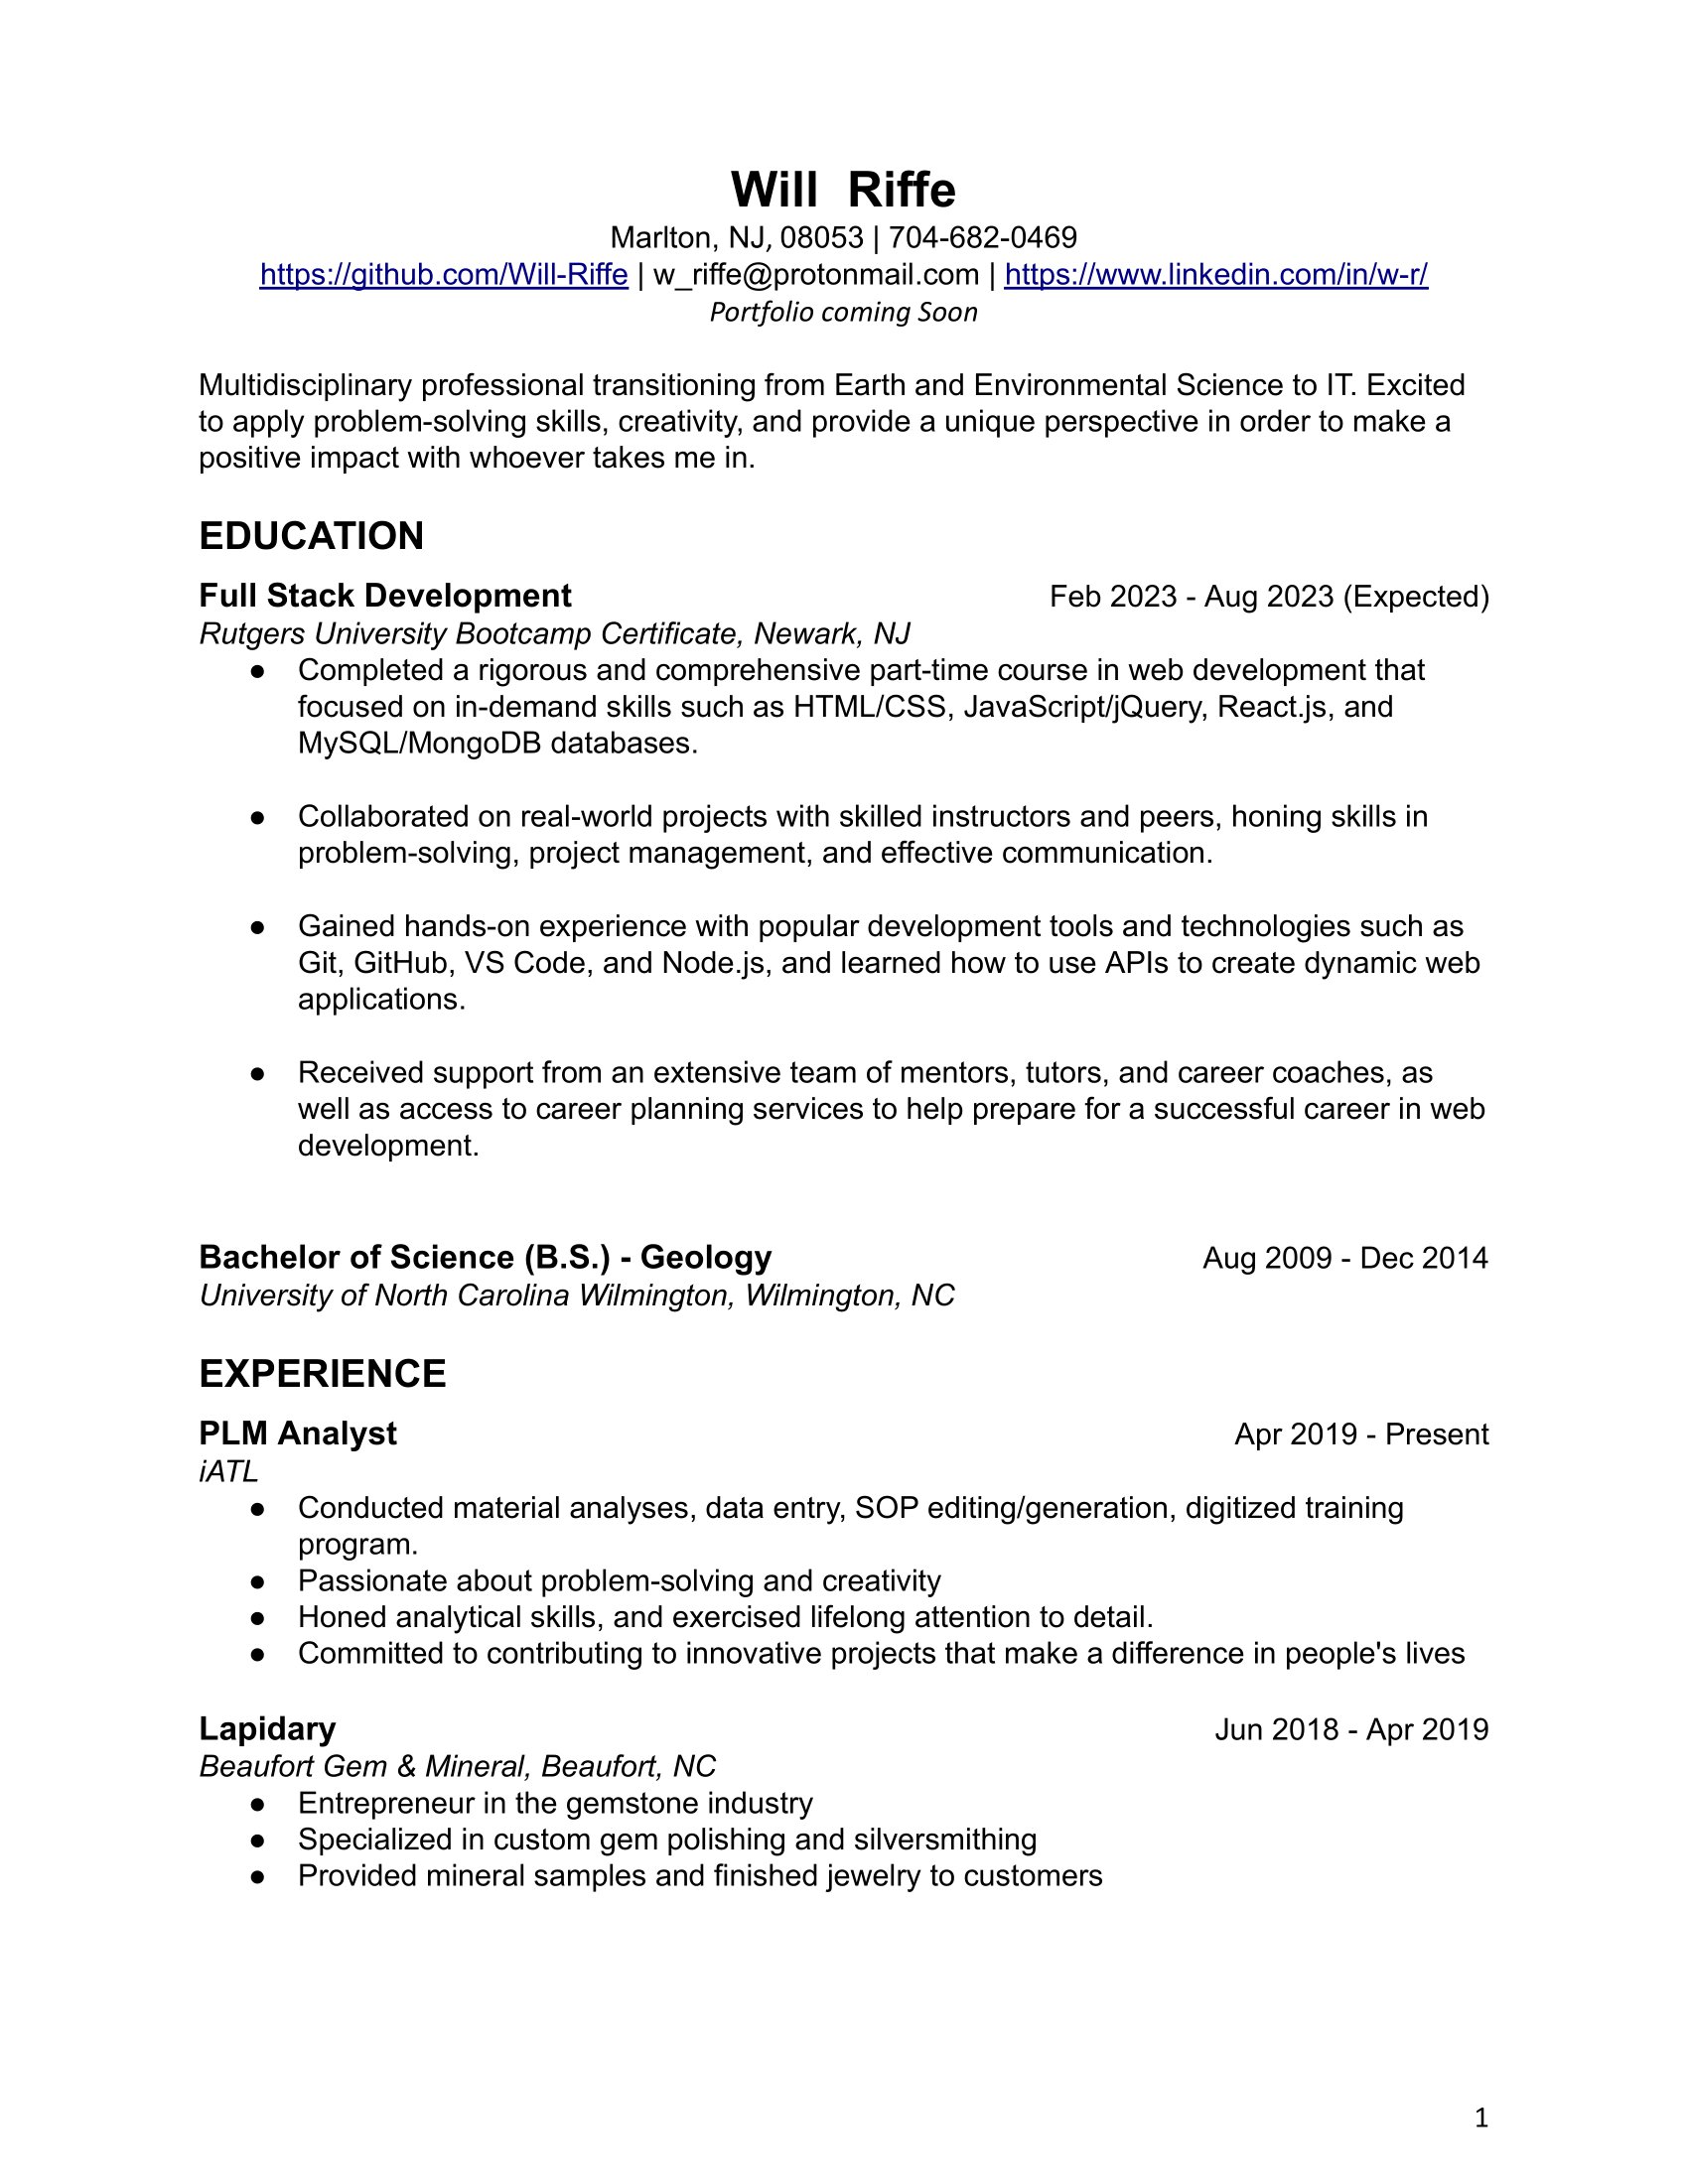 Will  Riffe
Marlton, NJ, 08053 | 704-682-0469
https://github.com/Will-Riffe | w_riffe@protonmail.com | https://www.linkedin.com/in/w-r/
Portfolio coming Soon
Multidisciplinary professional transitioning from Earth and Environmental Science to IT. Excited
to apply problem-solving skills, creativity, and provide a unique perspective in order to make a
positive impact with whoever takes me in.
EDUCATION
Full Stack Development Feb 2023 - Aug 2023 (Expected)
Rutgers University Bootcamp Certificate, Newark, NJ
● Completed a rigorous and comprehensive part-time course in web development that
focused on in-demand skills such as HTML/CSS, JavaScript/jQuery, React.js, and
MySQL/MongoDB databases.
● Collaborated on real-world projects with skilled instructors and peers, honing skills in
problem-solving, project management, and effective communication.
● Gained hands-on experience with popular development tools and technologies such as
Git, GitHub, VS Code, and Node.js, and learned how to use APIs to create dynamic web
applications.
● Received support from an extensive team of mentors, tutors, and career coaches, as
well as access to career planning services to help prepare for a successful career in web
development.
Bachelor of Science (B.S.) - Geology Aug 2009 - Dec 2014
University of North Carolina Wilmington, Wilmington, NC
EXPERIENCE
PLM Analyst Apr 2019 - Present
iATL
● Conducted material analyses, data entry, SOP editing/generation, digitized training
program.
● Passionate about problem-solving and creativity
● Honed analytical skills, and exercised lifelong attention to detail.
● Committed to contributing to innovative projects that make a difference in people's lives
Lapidary Jun 2018 - Apr 2019
Beaufort Gem & Mineral, Beaufort, NC
● Entrepreneur in the gemstone industry
● Specialized in custom gem polishing and silversmithing
● Provided mineral samples and finished jewelry to customers
1